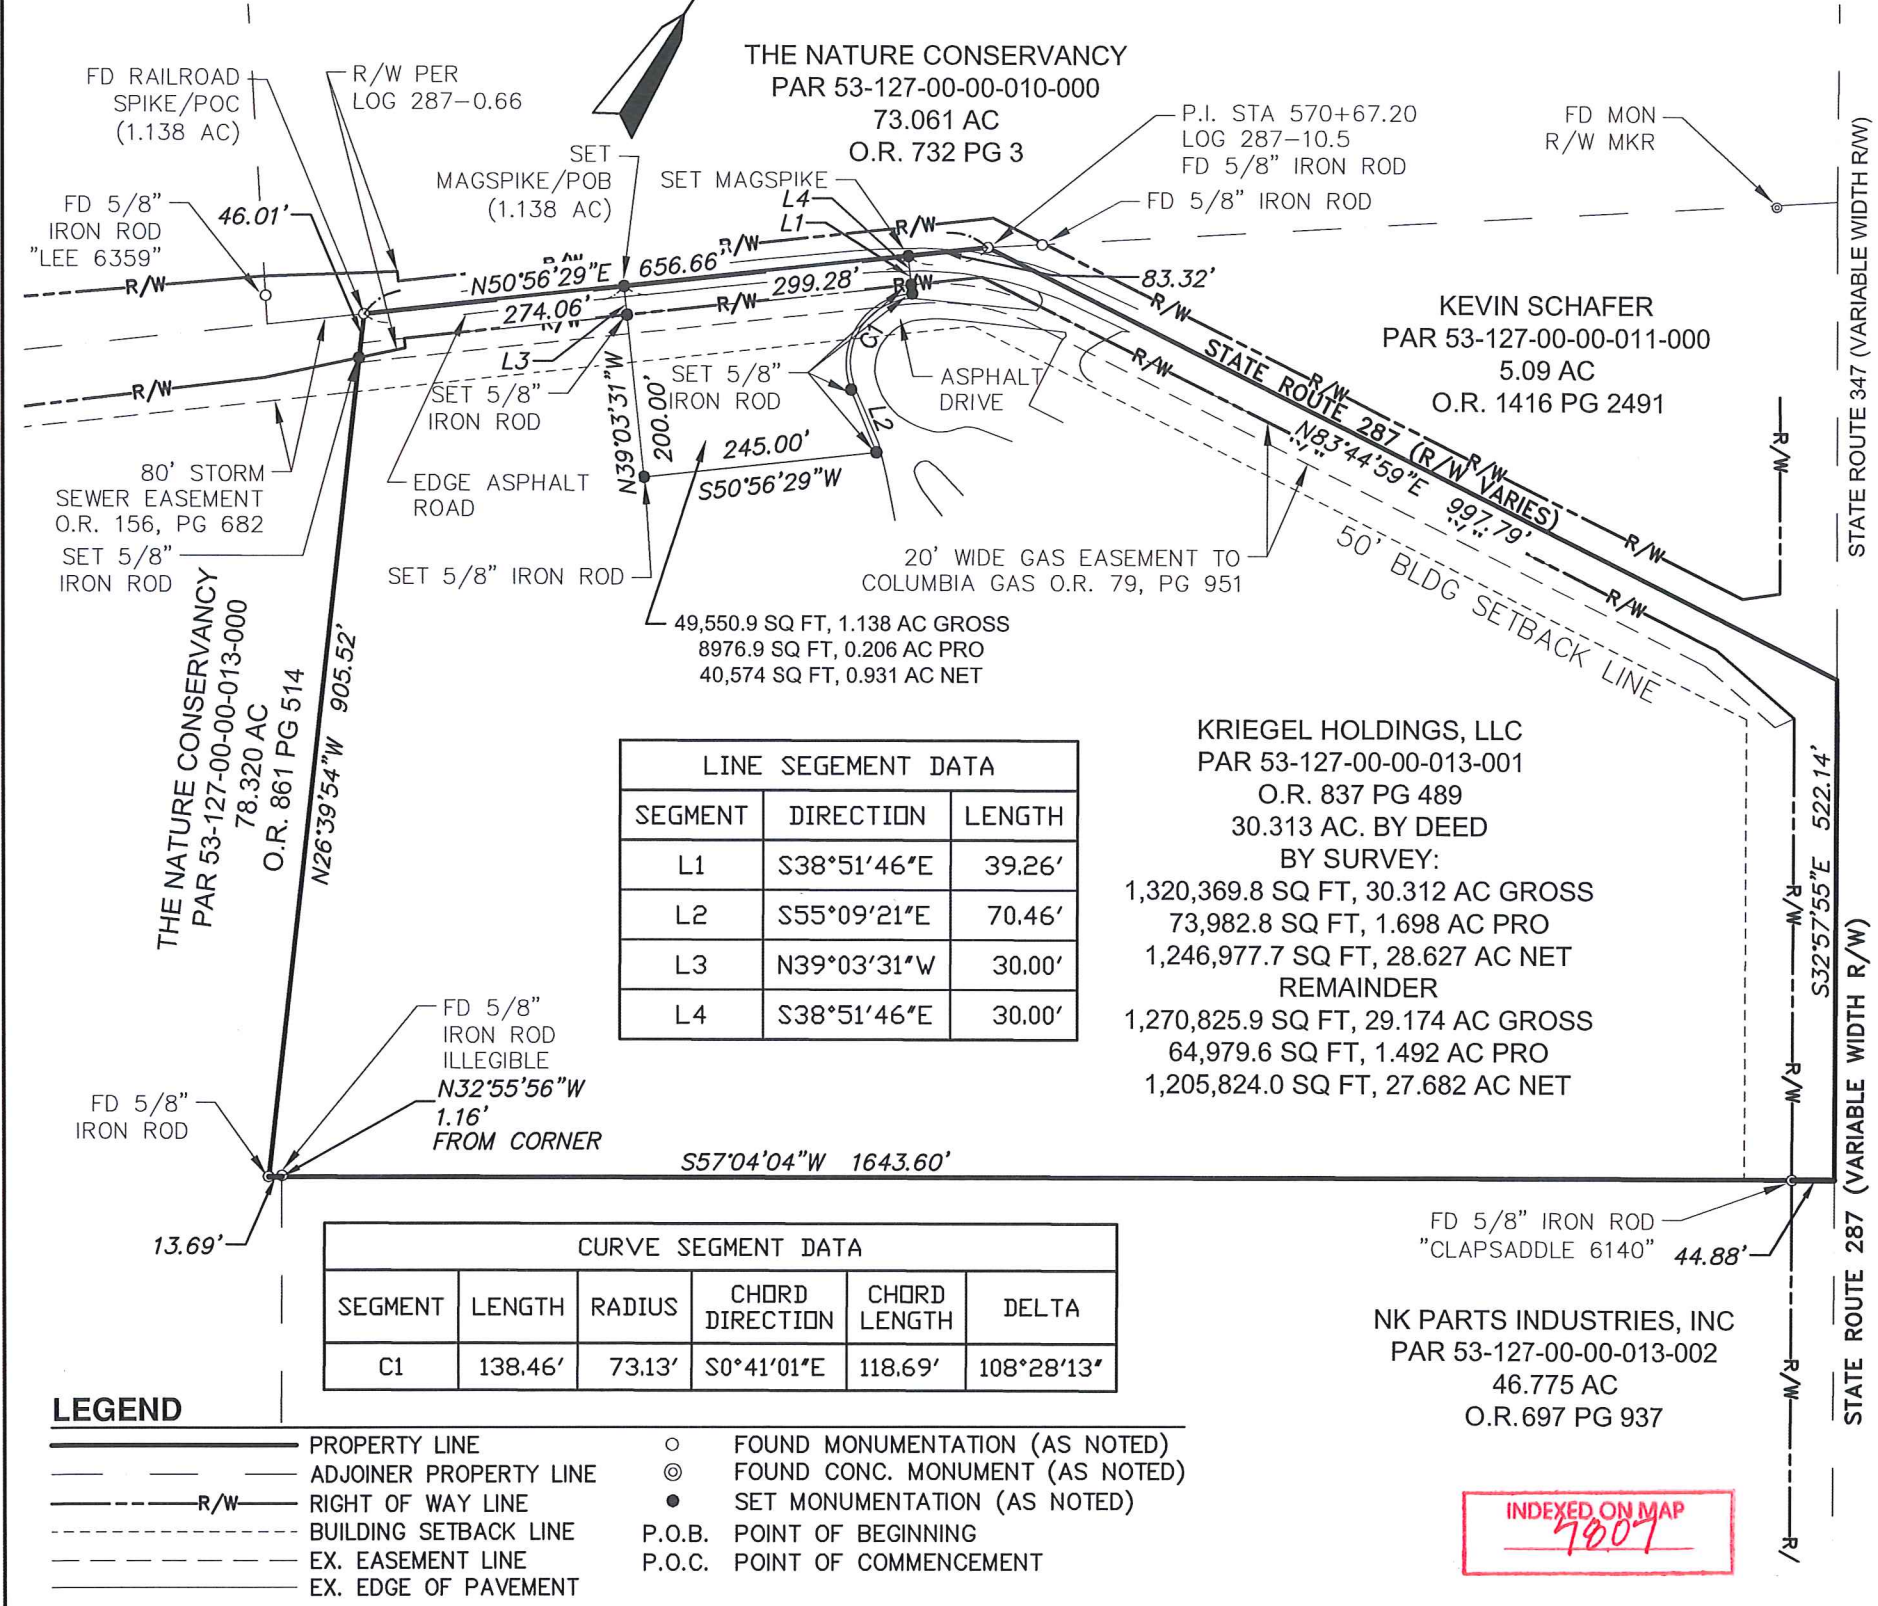 THE NATURE CONSERVANCY
PAR 53-127-00-00-010-000
73.061 AC
O.R. 732 PG 3
FD RAILROAD
SPIKE/POC
(1.138 AC)
R/W PER
LOG 287-0.66
SET
MAGSPIKE/POB
(1.138 AC)
SET MAGSPIKE
L4
L1
P.I. STA 570+67.20
LOG 287-10.5
FD 5/8" IRON ROD
FD 5/8" IRON ROD
FD MON
R/W MKR
STATE ROUTE 347 (VARIABLE WIDTH R/W)
FD 5/8"
IRON ROD
"LEE 6359"
46.01'
R/W
R/W
R/W
R/W
R/W
R/W
R/W
R/W
N50°56'29"E 656.66'
274.06'
299.28'
83.32'
R/W
R/W
R/W
R/W
R/W
R/W
R/W
STATE ROUTE 287 (R/W VARIES)
N83°44'59"E 997.79'
KEVIN SCHAFER
PAR 53-127-00-00-011-000
5.09 AC
O.R. 1416 PG 2491
L3
SET 5/8"
IRON ROD
N39°03'31"W
200.00'
SET 5/8"
IRON ROD
C1
L2
ASPHALT
DRIVE
245.00'
S50°56'29"W
80' STORM
SEWER EASEMENT
O.R. 156, PG 682
EDGE ASPHALT
ROAD
SET 5/8"
IRON ROD
SET 5/8" IRON ROD
20' WIDE GAS EASEMENT TO
COLUMBIA GAS O.R. 79, PG 951
50' BLDG SETBACK LINE
49,550.9 SQ FT, 1.138 AC GROSS
8976.9 SQ FT, 0.206 AC PRO
40,574 SQ FT, 0.931 AC NET
THE NATURE CONSERVANCY
PAR 53-127-00-00-013-000
78.320 AC
O.R. 861 PG 514
N26°39'54"W 905.52'
LINE SEGEMENT DATA
SEGMENT DIRECTION LENGTH
L1 S38°51'46"E 39.26'
L2 S55°09'21"E 70.46'
L3 N39°03'31"W 30.00'
L4 S38°51'46"E 30.00'
KRIEGEL HOLDINGS, LLC
PAR 53-127-00-00-013-001
O.R. 837 PG 489
30.313 AC. BY DEED
BY SURVEY:
1,320,369.8 SQ FT, 30.312 AC GROSS
73,982.8 SQ FT, 1.698 AC PRO
1,246,977.7 SQ FT, 28.627 AC NET
REMAINDER
1,270,825.9 SQ FT, 29.174 AC GROSS
64,979.6 SQ FT, 1.492 AC PRO
1,205,824.0 SQ FT, 27.682 AC NET
S32°57'55"E 522.14'
R/W
R/W
STATE ROUTE 287 (VARIABLE WIDTH R/W)
FD 5/8"
IRON ROD
ILLEGIBLE
N32°55'56"W
1.16'
FROM CORNER
FD 5/8"
IRON ROD
S57°04'04"W 1643.60'
13.69'
FD 5/8" IRON ROD
"CLAPSADDLE 6140"
44.88'
CURVE SEGMENT DATA
SEGMENT LENGTH RADIUS CHORD DIRECTION CHORD LENGTH DELTA
C1 138.46' 73.13' S0°41'01"E 118.69' 108°28'13"
NK PARTS INDUSTRIES, INC
PAR 53-127-00-00-013-002
46.775 AC
O.R.697 PG 937
R/W
R/
LEGEND
PROPERTY LINE
ADJOINER PROPERTY LINE
R/W RIGHT OF WAY LINE
BUILDING SETBACK LINE
EX. EASEMENT LINE
EX. EDGE OF PAVEMENT
FOUND MONUMENTATION (AS NOTED)
FOUND CONC. MONUMENT (AS NOTED)
SET MONUMENTATION (AS NOTED)
P.O.B. POINT OF BEGINNING
P.O.C. POINT OF COMMENCEMENT
INDEXED ON MAP
7807